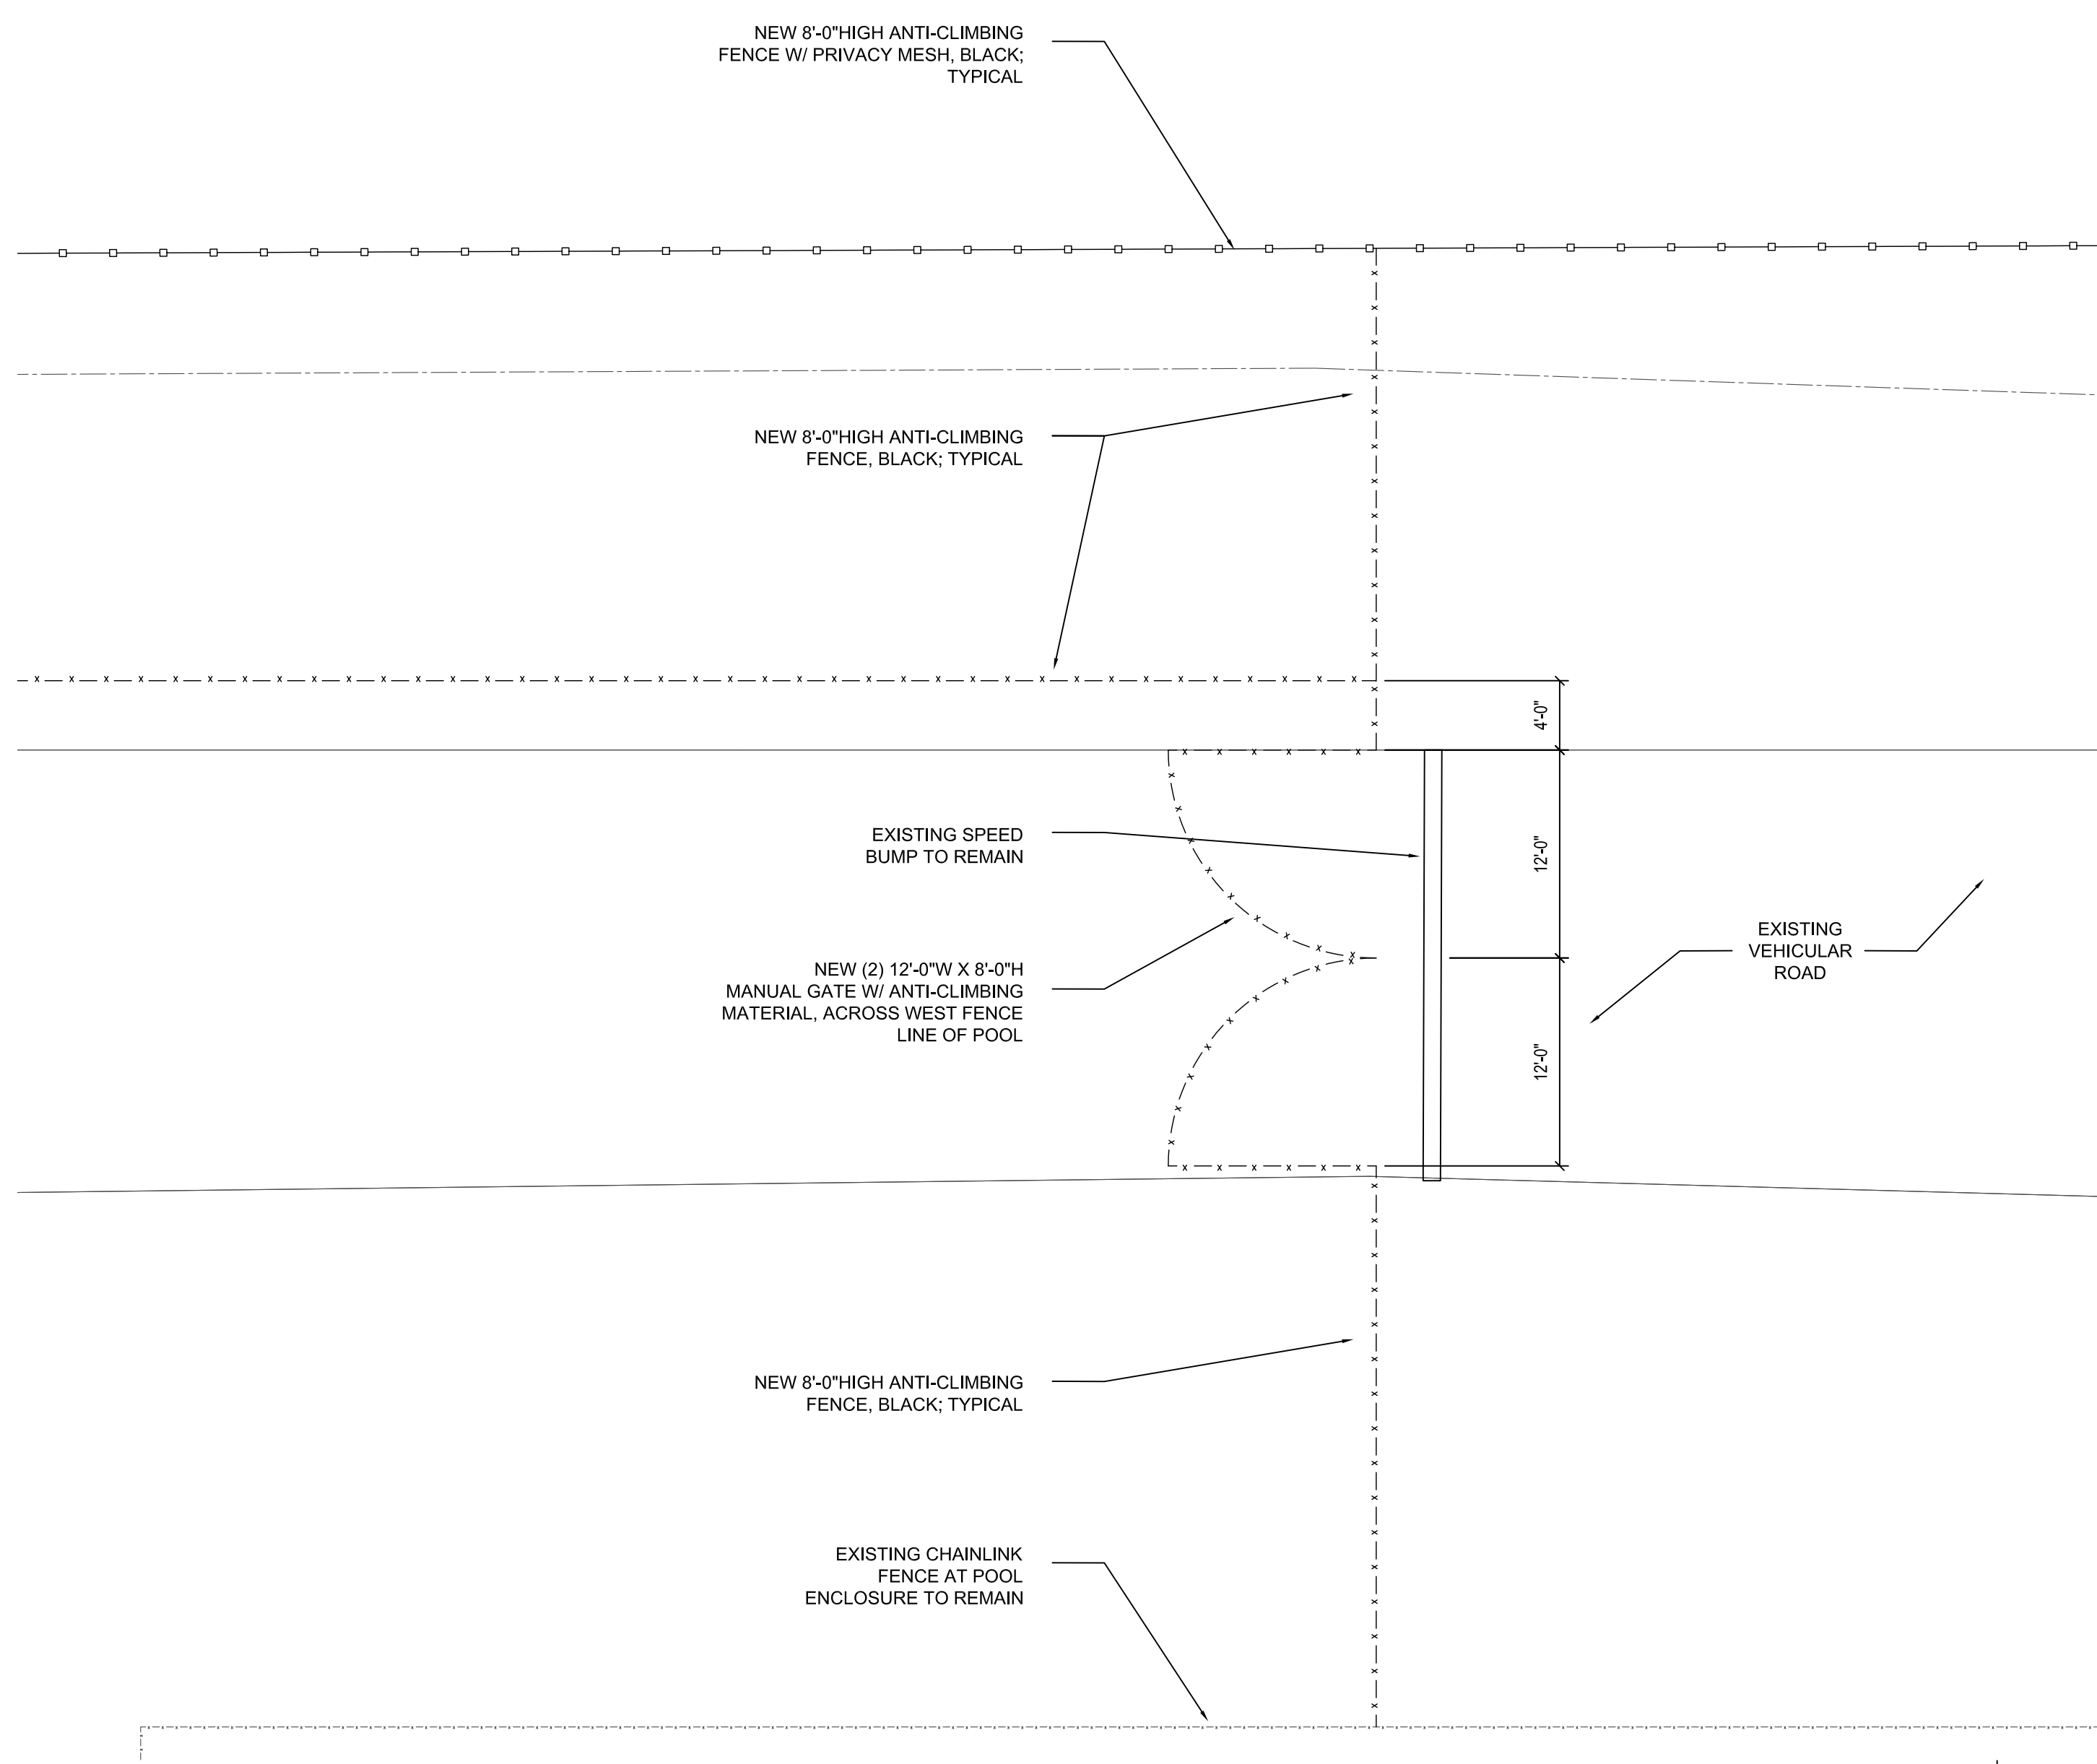 NEW 8'-0"HIGH ANTI-CLIMBING
FENCE W/ PRIVACY MESH, BLACK;
TYPICAL
NEW 8'-0"HIGH ANTI-CLIMBING
FENCE, BLACK; TYPICAL
4'-0"
EXISTING SPEED
BUMP TO REMAIN
12'-0"
EXISTING
VEHICULAR
ROAD
NEW (2) 12'-0"W X 8'-0"H
MANUAL GATE W/ ANTI-CLIMBING
MATERIAL, ACROSS WEST FENCE
LINE OF POOL
12'-0"
NEW 8'-0"HIGH ANTI-CLIMBING
FENCE, BLACK; TYPICAL
EXISTING CHAINLINK
FENCE AT POOL
ENCLOSURE TO REMAIN